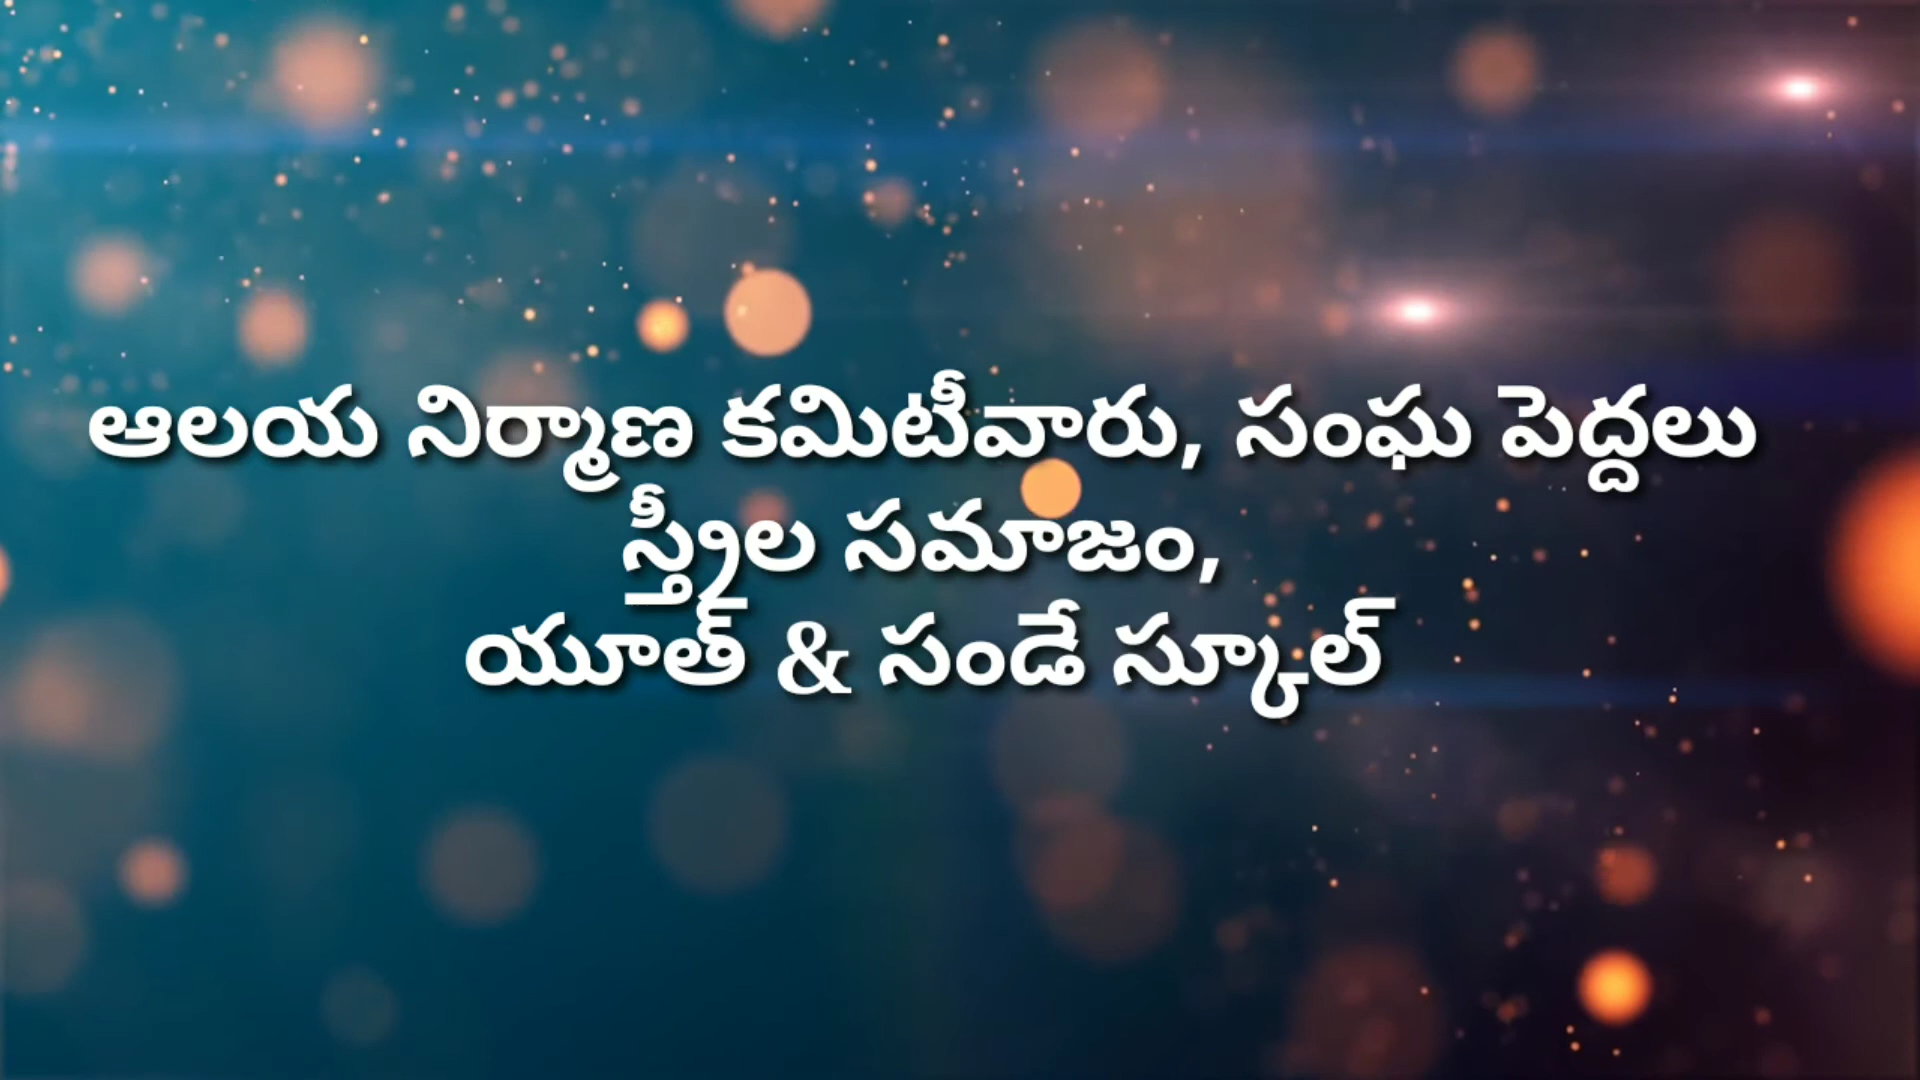 ఆలయ నిర్మాణ కమిటీవారు, సంఘ పెద్దలు
స్త్రీల సమాజం,
యూత్ & సండే స్కూల్